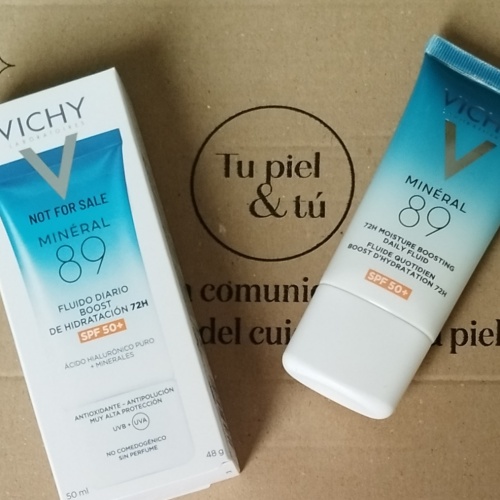 VICHY
LABORATOIRES
NOT FOR SALE
MINÉRAL
89
FLUIDO DIARIO
BOOST
DE HIDRATACIÓN 72H
SPF 50+
ÁCIDO HIALURÓNICO PURO
+ MINERALES
ANTIOXIDANTE - ANTIPOLUCIÓN
MUY ALTA PROTECCIÓN
UVB + UVA
NO COMEDOGÉNICO
SIN PERFUME
50 ml
48 g
Tu piel
& tú
comuni
del cui
piel
VICHY
MINÉRAL
89
72H MOISTURE BOOSTING
DAILY FLUID
FLUIDE QUOTIDIEN
BOOST D'HYDRATATION 72H
SPF 50+